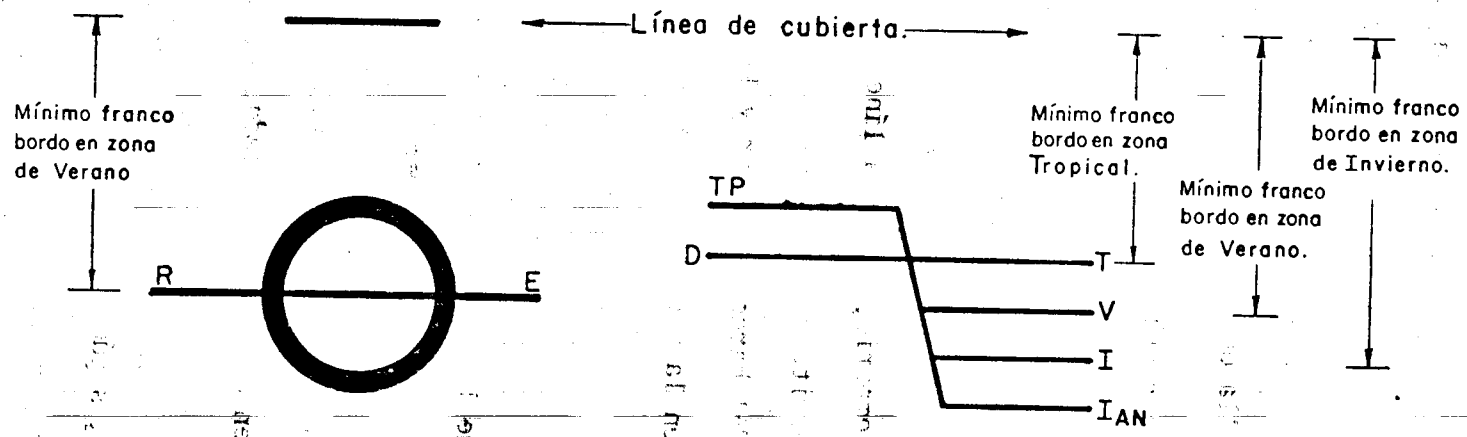 Línea de cubierta.
Mínimo franco
bordo en zona
de Verano
R
E
TP
D
T
V
I
IAN
Mínimo franco
bordo en zona
Tropical.
Mínimo franco
bordo en zona
de Verano.
Mínimo franco
bordo en zona
de Invierno.